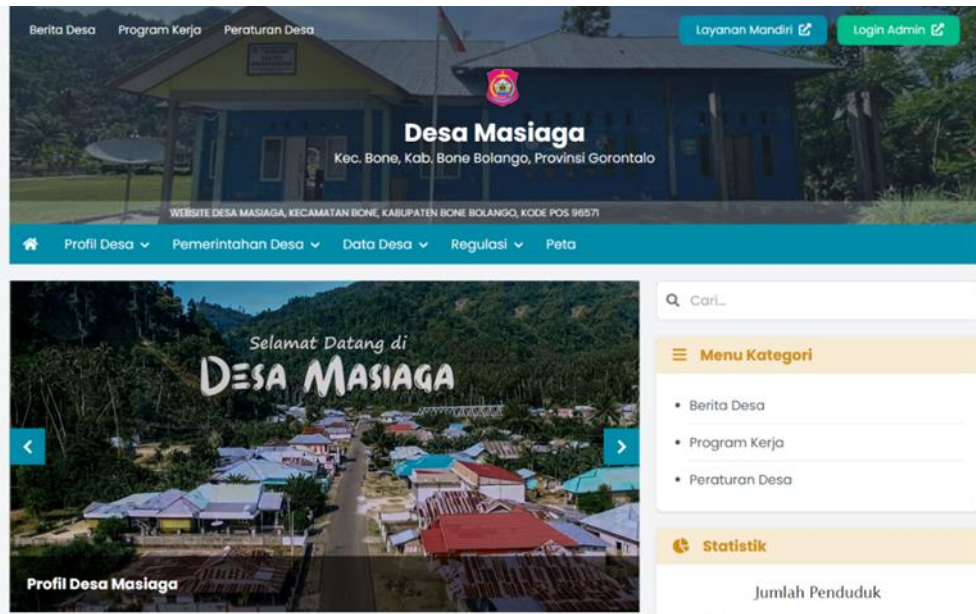 Berita Desa Program Kerja Peraturan Desa
Layanan Mandiri Login Admin
Desa Masiaga
Kec. Bone, Kab. Bone Bolango, Provinsi Gorontalo
WEBSITE DESA MASIAGA, KECAMATAN BONE, KABUPATEN BONE BOLANGO, KODE POS 96571
Profil Desa Pemerintahan Desa Data Desa Regulasi Peta
Selamat Datang di
DESA MASIAGA
Profil Desa Masiaga
Cari...
Menu Kategori
Berita Desa
Program Kerja
Peraturan Desa
Statistik
Jumlah Penduduk